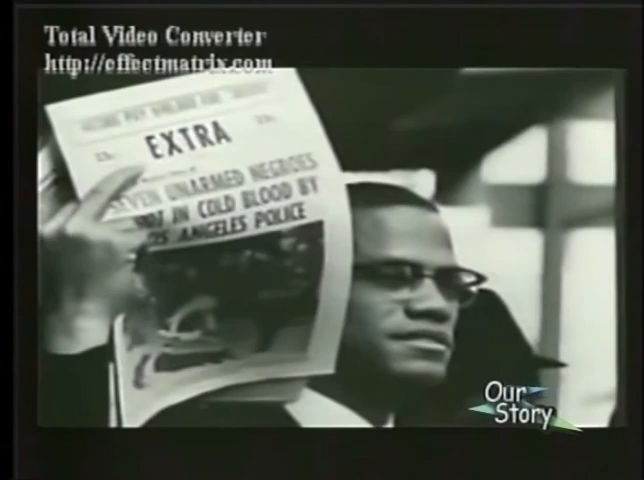 Total Video Converter
http://effectmatrix.com
EXTRA
UNARMED NEGROES
IN COLD BLOOD BY
ANGELES POLICE
Our
Story